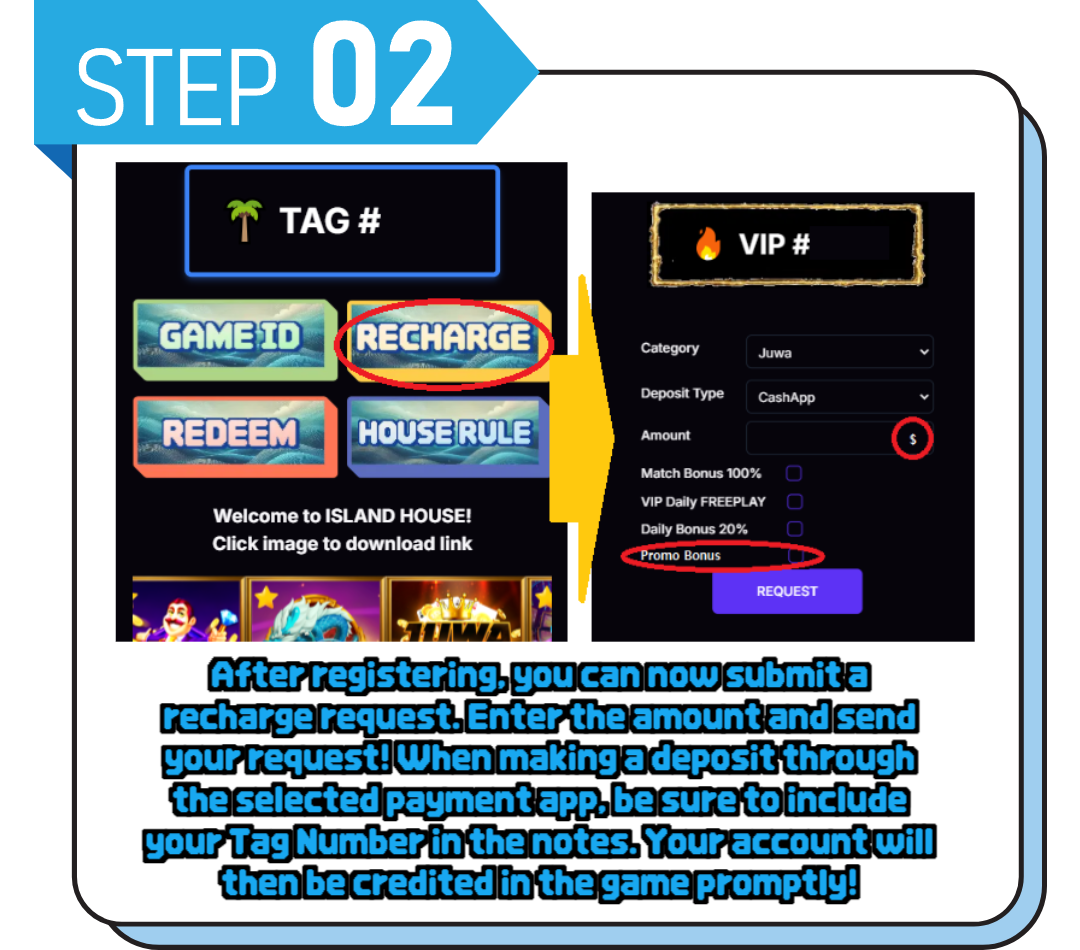 STEP 02
🌴 TAG #
GAME ID
RECHARGE
REDEEM
HOUSE RULE
Welcome to ISLAND HOUSE!
Click image to download link
JUWA
🔥 VIP #
Category
Juwa
Deposit Type
CashApp
Amount
$
Match Bonus 100%
VIP Daily FREEPLAY
Daily Bonus 20%
Promo Bonus
REQUEST
After registering, you can now submit a
recharge request. Enter the amount and send
your request! When making a deposit through
the selected payment app, be sure to include
your Tag Number in the notes. Your account will
then be credited in the game promptly!